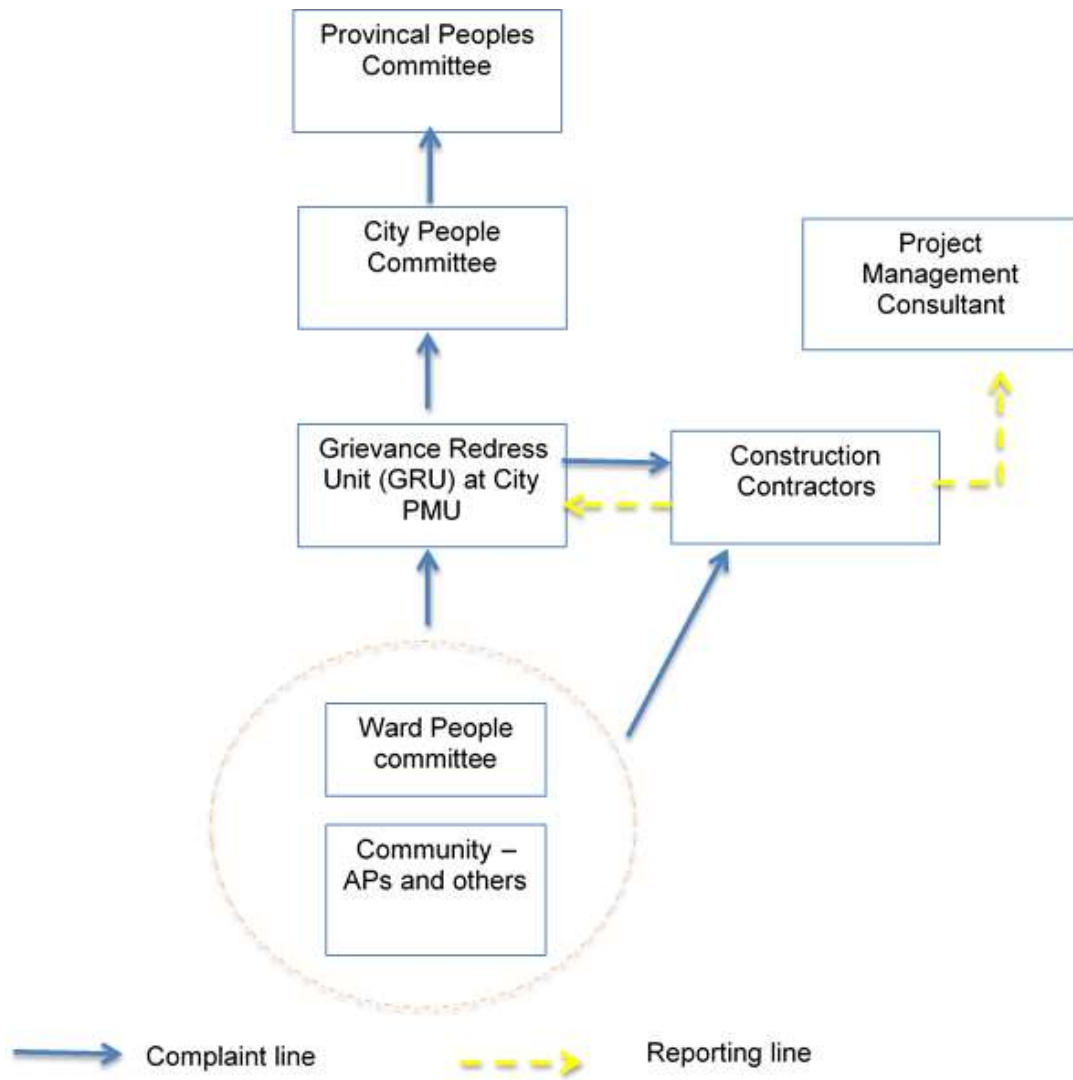 Provincal Peoples
Committee
City People
Committee
Project
Management
Consultant
Grievance Redress
Unit (GRU) at City
PMU
Construction
Contractors
Ward People
committee
Community –
APs and others
Complaint line
Reporting line